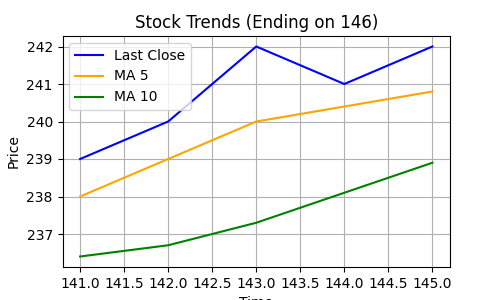 Stock Trends (Ending on 146)
Last Close
MA 5
MA 10
Price
242
241
240
239
238
237
141.0 141.5 142.0 142.5 143.0 143.5 144.0 144.5 145.0
Time